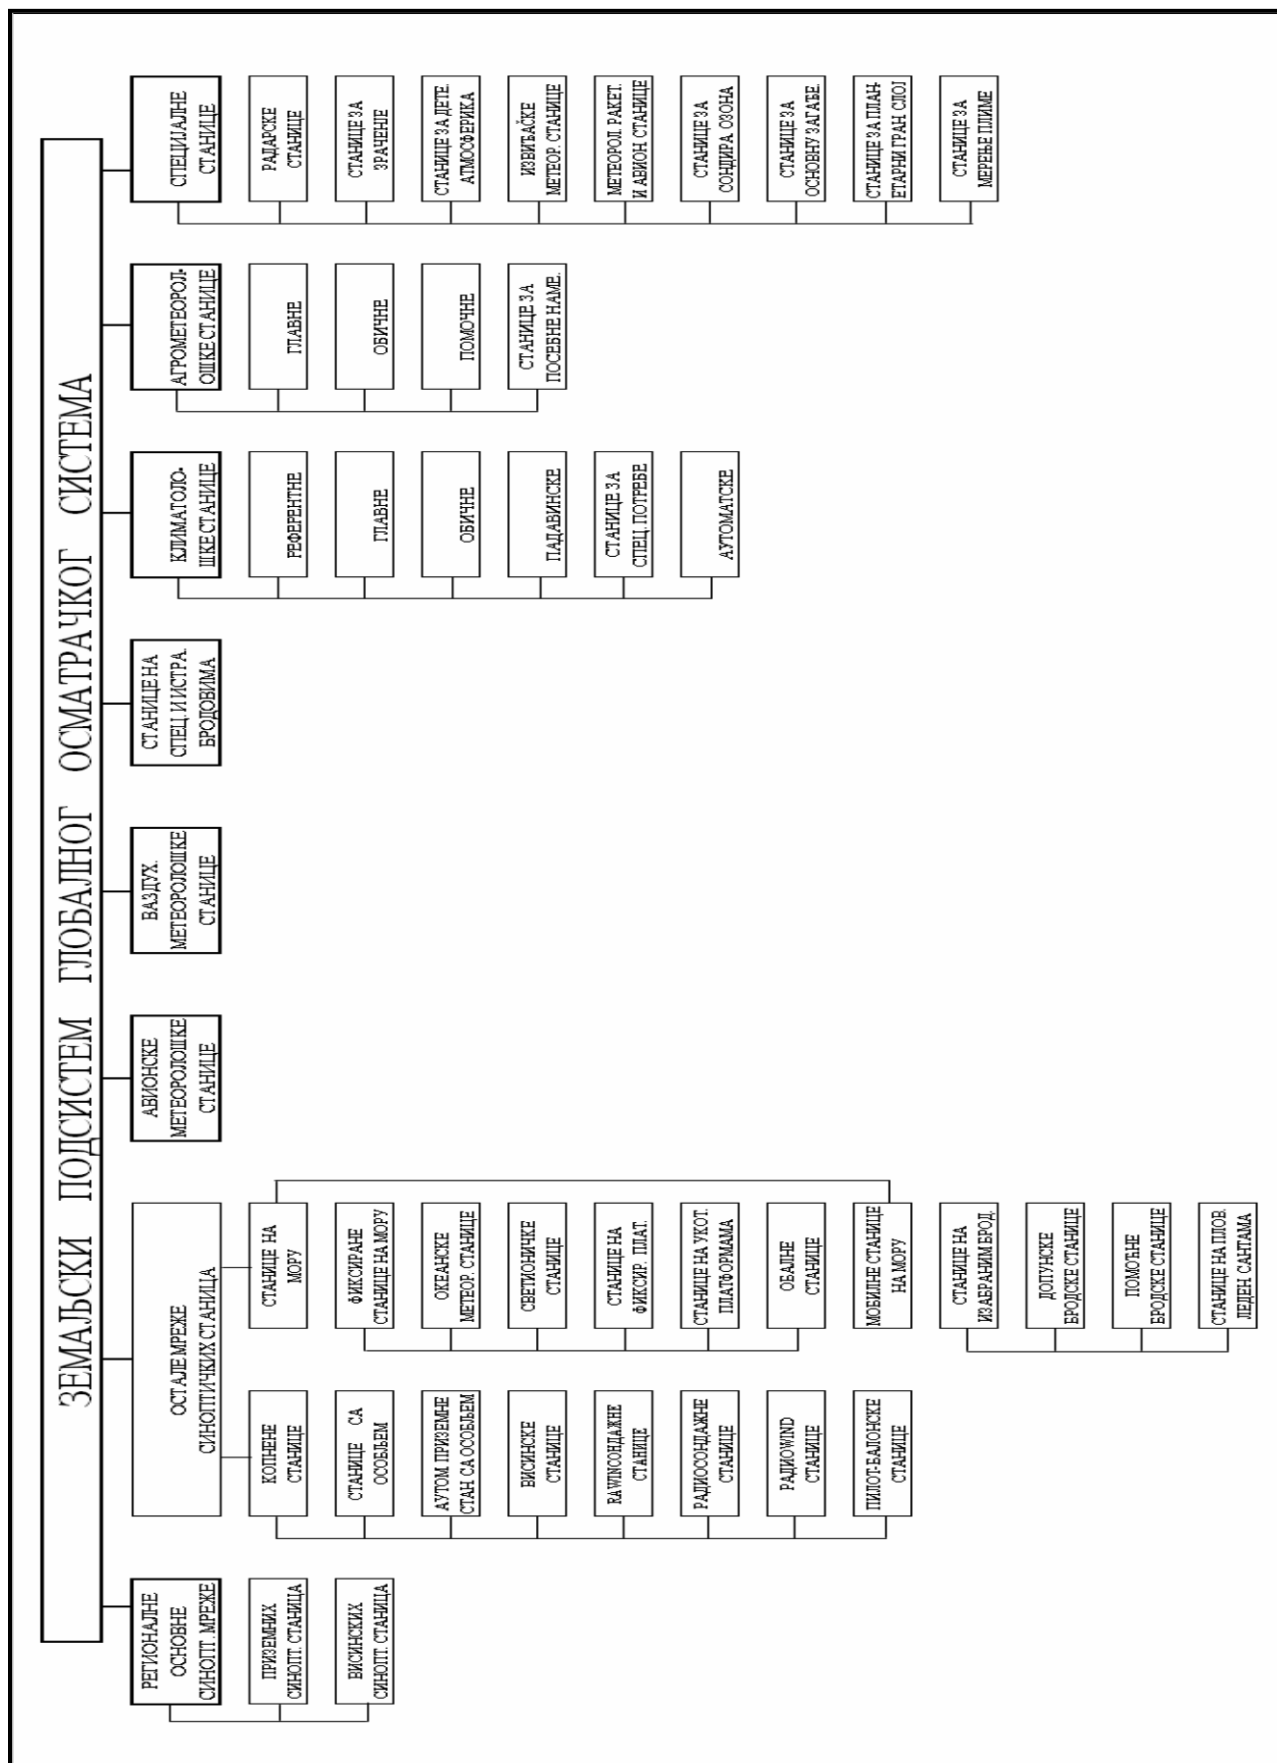 ЗЕМАЉСКИ ПОДСИСТЕМ ГЛОБАЛНОГ ОСМАТРАЧКОГ СИСТЕМА
РЕГИОНАЛНЕ
ОСНОВНЕ
СИНОПТ. МРЕЖЕ
ПРИЗЕМНИХ
СИНОПТ. СТАНИЦА
ВИСИНСКИХ
СИНОПТ. СТАНИЦА
ОСТАЛЕ МРЕЖЕ
СИНОПТИЧКИХ СТАНИЦА
КОПНЕНЕ
СТАНИЦЕ
СТАНИЦЕ СА
ОСОБЉЕМ
АУТОМ ПРИЗЕМНЕ
СТАН СА ОСОБЉЕМ
ВИСИНСКЕ
СТАНИЦЕ
RAWINСОНДАЖНЕ
СТАНИЦЕ
РАДИОСОНДАЖНЕ
СТАНИЦЕ
РАДИОWIND
СТАНИЦЕ
ПИЛОТ-БАЛОНСКЕ
СТАНИЦЕ
СТАНИЦЕ НА
МОРУ
ФИКСИРАНЕ
СТАНИЦЕ НА МОРУ
ОКЕАНСКЕ
МЕТЕОР. СТАНИЦЕ
СВЕТИОНИЧКЕ
СТАНИЦЕ
СТАНИЦЕ НА
ФИКСИР. ПЛАТ.
СТАНИЦЕ НА УКОТ.
ПЛАТФОРМАМА
ОБАЛНЕ
СТАНИЦЕ
МОБИЛНЕ СТАНИЦЕ
НА МОРУ
СТАНИЦЕ НА
ИЗАБРАНИМ БРОД.
ДОПУНСКЕ
БРОДСКЕ СТАНИЦЕ
ПОМОЋНЕ
БРОДСКЕ СТАНИЦЕ
СТАНИЦЕ НА ПЛОВ.
ЛЕДЕН. САНТАМА
АВИОНСКЕ
МЕТЕОРОЛОШКЕ
СТАНИЦЕ
ВАЗДУХ.
МЕТЕОРОЛОШКЕ
СТАНИЦЕ
СТАНИЦЕ НА
СПЕЦ. И ИСТРА.
БРОДОВИМА
КЛИМАТОЛО-
ШКЕ СТАНИЦЕ
РЕФЕРЕНТНЕ
ГЛАВНЕ
ОБИЧНЕ
ПАДАВИНСКЕ
СТАНИЦЕ ЗА
СПЕЦ. ПОТРЕБЕ
АУТОМАТСКЕ
АГРОМЕТЕОРОЛ-
ОШКЕ СТАНИЦЕ
ГЛАВНЕ
ОБИЧНЕ
ПОМОЧНЕ
СТАНИЦЕ ЗА
ПОСЕБНЕ НАМЕ.
СПЕЦИЈАЛНЕ
СТАНИЦЕ
РАДАРСКЕ
СТАНИЦЕ
СТАНИЦЕ ЗА
ЗРАЧЕЊЕ
СТАНИЦЕ ЗА ДЕТЕ.
АТМОСФЕРИКА
ИЗВИЂАЧКЕ
МЕТЕОР. СТАНИЦЕ
МЕТЕОРОЛ. РАКЕТ.
И АВИОН СТАНИЦЕ
СТАНИЦЕ ЗА
СОНДИРА. ОЗОНА
СТАНИЦЕ ЗА
ОСНОВНУ ЗАГАЂЕ.
СТАНИЦЕ ЗА ПЛАН-
ЕТАРНИ ГРАН СЛОЈ
СТАНИЦЕ ЗА
МЕРЕЊЕ ПЛИМЕ